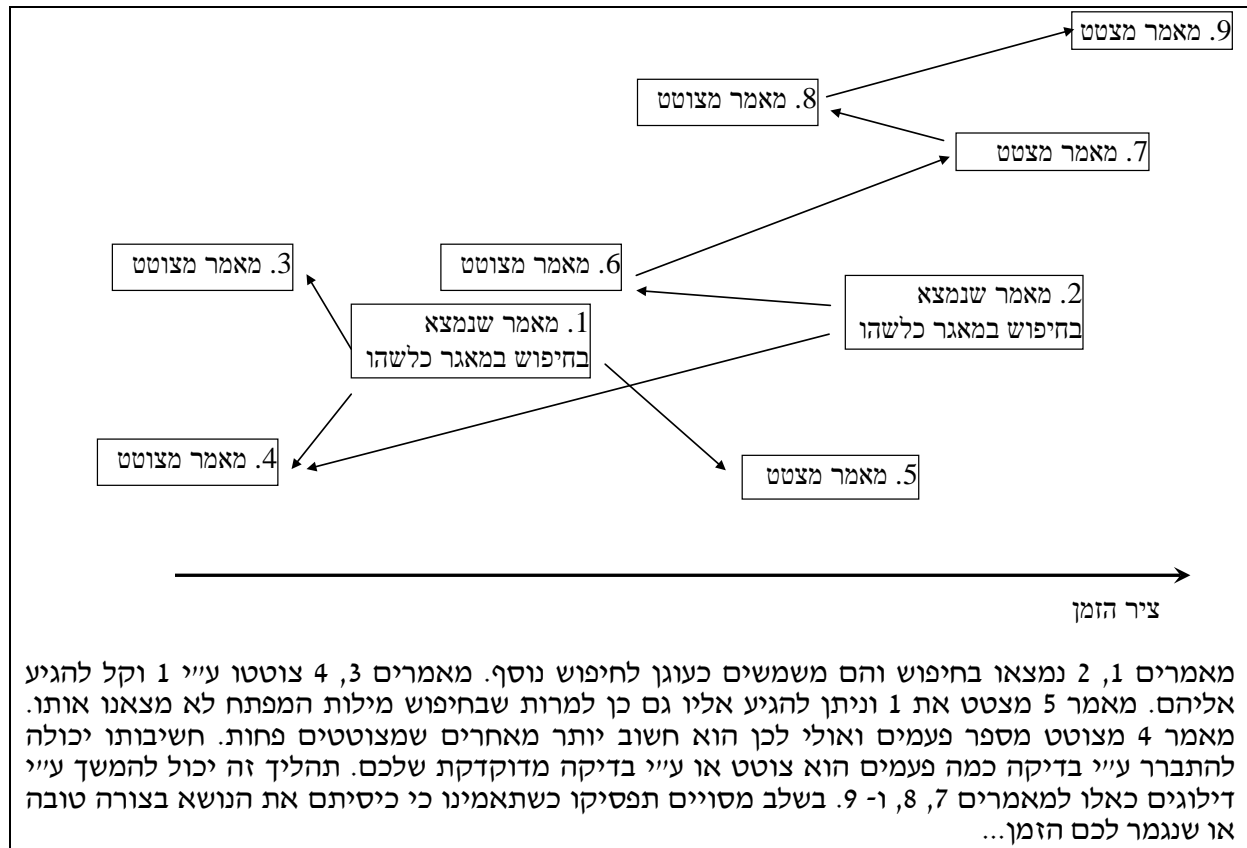 9. מאמר מצטט
8. מאמר מצוטט
7. מאמר מצטט
3. מאמר מצוטט
6. מאמר מצוטט
2. מאמר שנמצא
בחיפוש במאגר כלשהו
1. מאמר שנמצא
בחיפוש במאגר כלשהו
4. מאמר מצוטט
5. מאמר מצטט
ציר הזמן
מאמרים 1, 2 נמצאו בחיפוש והם משמשים כעוגן לחיפוש נוסף. מאמרים 3, 4 צוטטו ע״י 1 וקל להגיע
אליהם. מאמר 5 מצטט את 1 וניתן להגיע אליו גם כן למרות שבחיפוש מילות המפתח לא מצאנו אותו.
מאמר 4 מצוטט מספר פעמים ואולי לכן הוא חשוב יותר מאחרים שמצוטטים פחות. חשיבותו יכולה
להתברר ע״י בדיקה כמה פעמים הוא צוטט או ע״י בדיקה מדוקדקת שלכם. תהליך זה יכול להמשך ע״י
דילוגים כאלו למאמרים 7, 8, ו- 9. בשלב מסויים תפסיקו כשתאמינו כי כיסיתם את הנושא בצורה טובה
או שנגמר לכם הזמן...